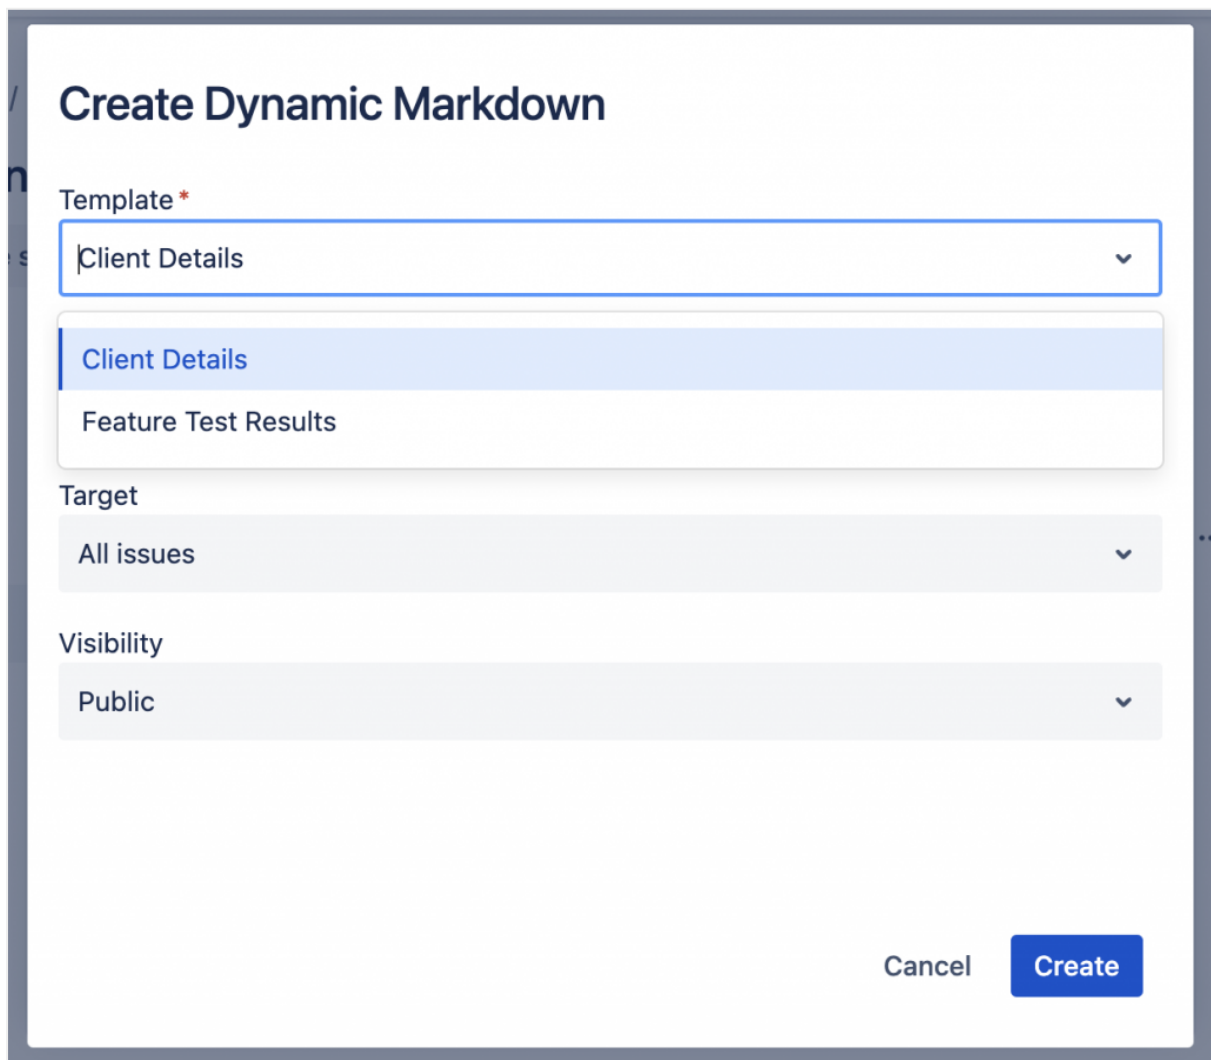 Create Dynamic Markdown
Template *
Client Details
Client Details
Feature Test Results
Target
All issues
Visibility
Public
Cancel
Create